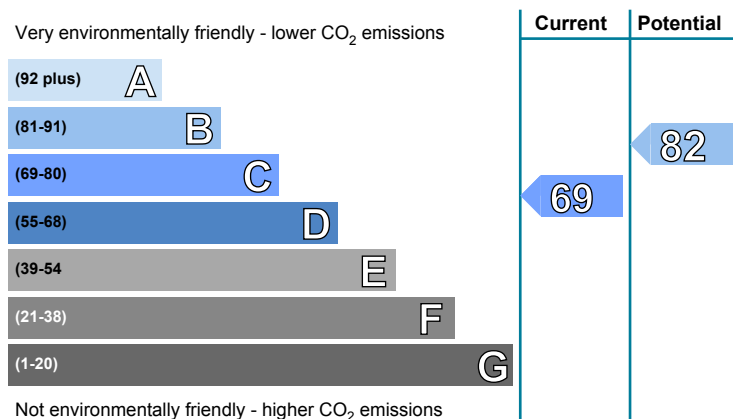 Very environmentally friendly - lower CO₂ emissions
Current
Potential
(92 plus) A
(81-91) B
(69-80) C
(55-68) D
(39-54 E
(21-38) F
(1-20) G
82
69
Not environmentally friendly - higher CO₂ emissions